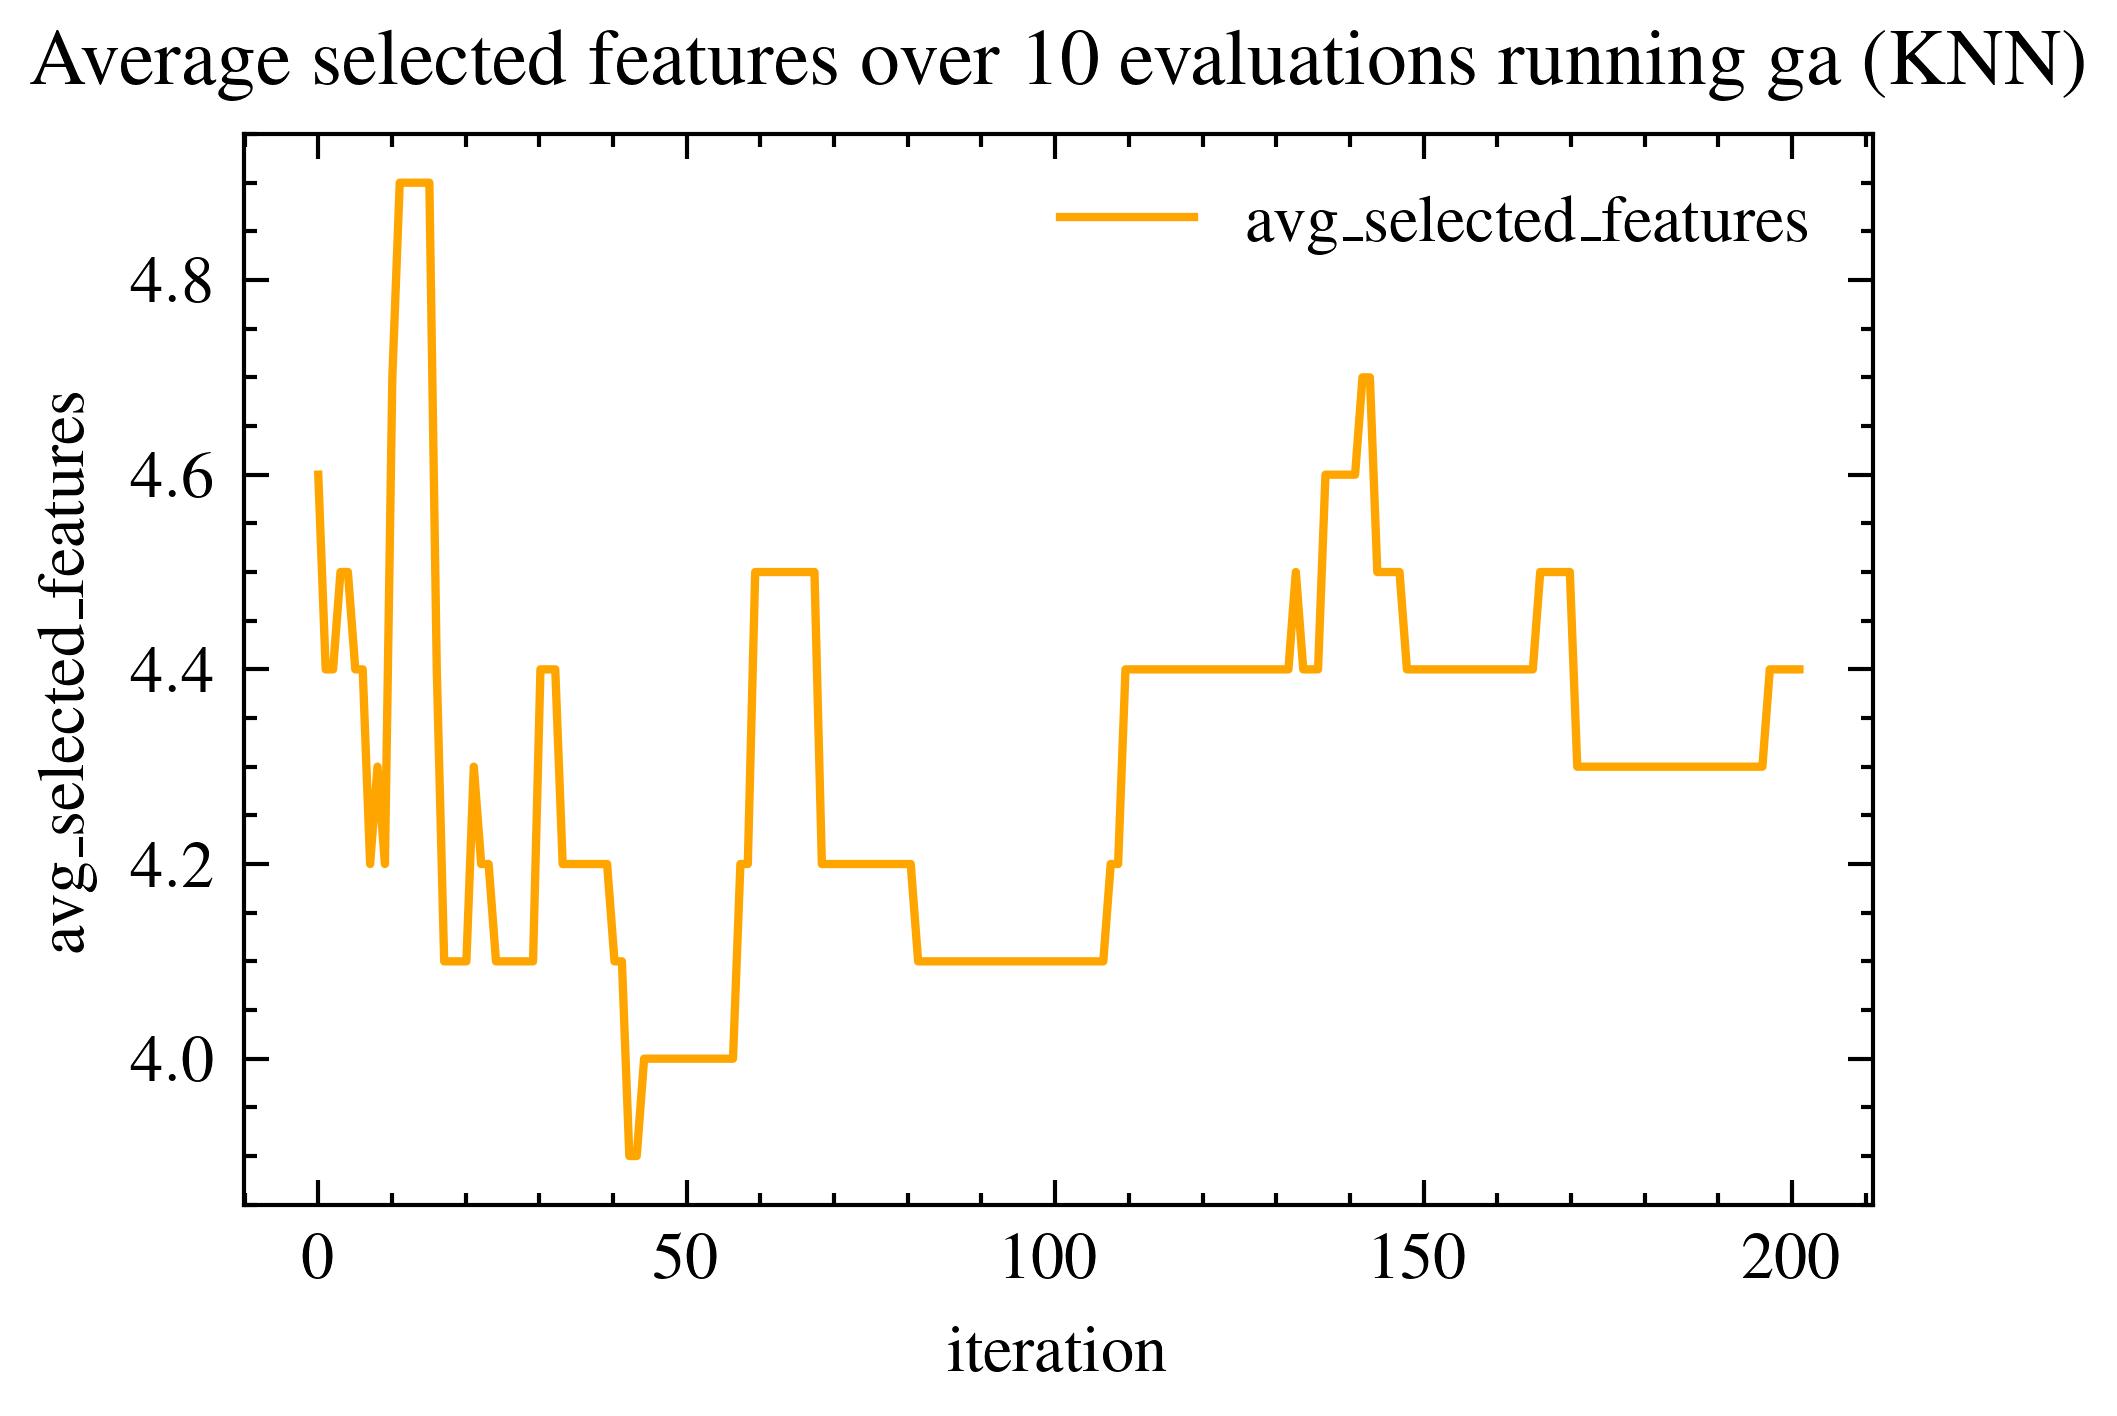 Average selected features over 10 evaluations running ga (KNN)
avg_selected_features
4.8
4.6
4.4
4.2
4.0
avg_selected_features
0 50 100 150 200
iteration